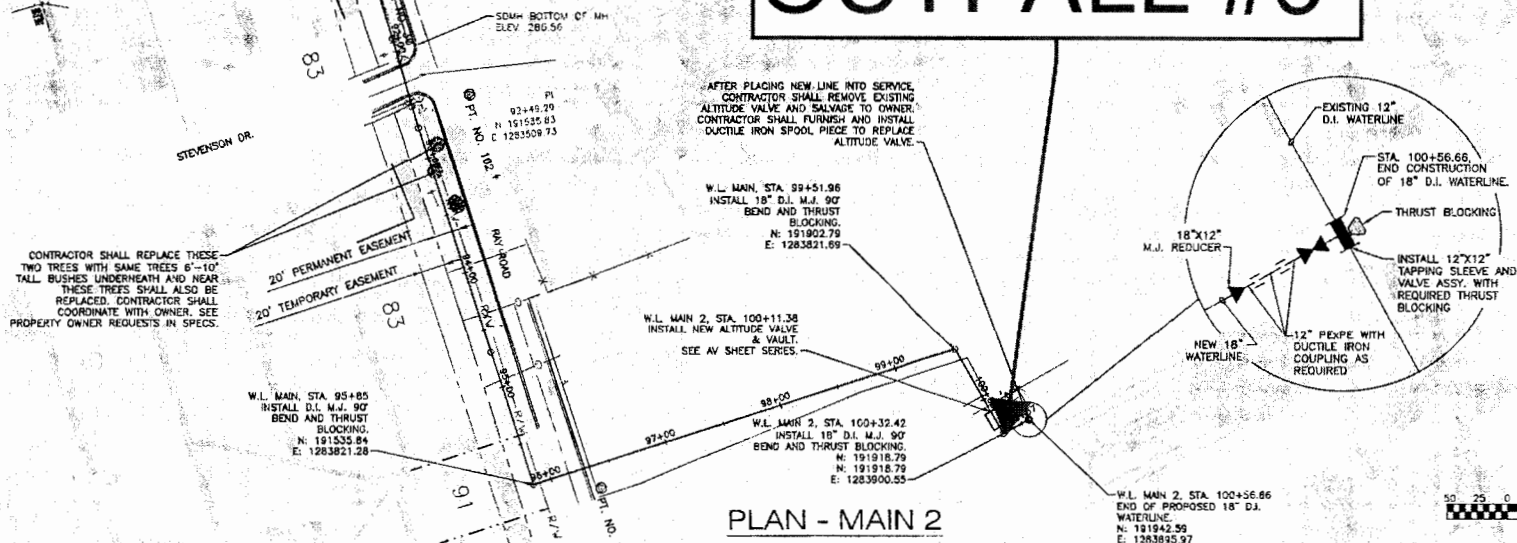 SDMH BOTTOM OF MH
ELEV 286.56
83
PI
92+49.29
N 191535.83
E 1283509.73
PT. NO. 182
STEVENSON DR.
CONTRACTOR SHALL REPLACE THESE
TWO TREES WITH SAME TREES 6'-10'
TALL. BUSHES UNDERNEATH AND NEAR
THESE TREES SHALL ALSO BE
REPLACED. CONTRACTOR SHALL
COORDINATE WITH OWNER. SEE
PROPERTY OWNER REQUESTS IN SPECS.
20' PERMANENT EASEMENT
20' TEMPORARY EASEMENT
RAY ROAD
94+00
R/W
83
95+00
R/W
91
R/W
PT. NO.
AFTER PLACING NEW LINE INTO SERVICE,
CONTRACTOR SHALL REMOVE EXISTING
ALTITUDE VALVE AND SALVAGE TO OWNER.
CONTRACTOR SHALL FURNISH AND INSTALL
DUCTILE IRON SPOOL PIECE TO REPLACE
ALTITUDE VALVE.
W.L. MAIN, STA. 99+51.96
INSTALL 18" D.I. M.J. 90°
BEND AND THRUST
BLOCKING.
N: 191902.79
E: 1283821.69
W.L. MAIN 2, STA. 100+11.38
INSTALL NEW ALTITUDE VALVE
& VAULT.
SEE AV SHEET SERIES.
W.L. MAIN, STA. 95+85
INSTALL D.I. M.J. 90°
BEND AND THRUST
BLOCKING.
N: 191535.84
E: 1283821.28
96+00
97+00
98+00
99+00
W.L. MAIN 2, STA. 100+32.42
INSTALL 18" D.I. M.J. 90°
BEND AND THRUST BLOCKING.
N: 191918.79
N: 191918.79
E: 1283900.55
W.L. MAIN 2, STA. 100+56.86
END OF PROPOSED 18" D.I.
WATERLINE.
N: 191942.59
E: 1283895.97
EXISTING 12"
D.I. WATERLINE
STA. 100+56.66,
END CONSTRUCTION
OF 18" D.I. WATERLINE.
THRUST BLOCKING
18"X12"
M.J. REDUCER
INSTALL 12"X12"
TAPPING SLEEVE AND
VALVE ASSY. WITH
REQUIRED THRUST
BLOCKING
NEW 18"
WATERLINE
12" PEXPE WITH
DUCTILE IRON
COUPLING AS
REQUIRED
PLAN - MAIN 2
50 25 0